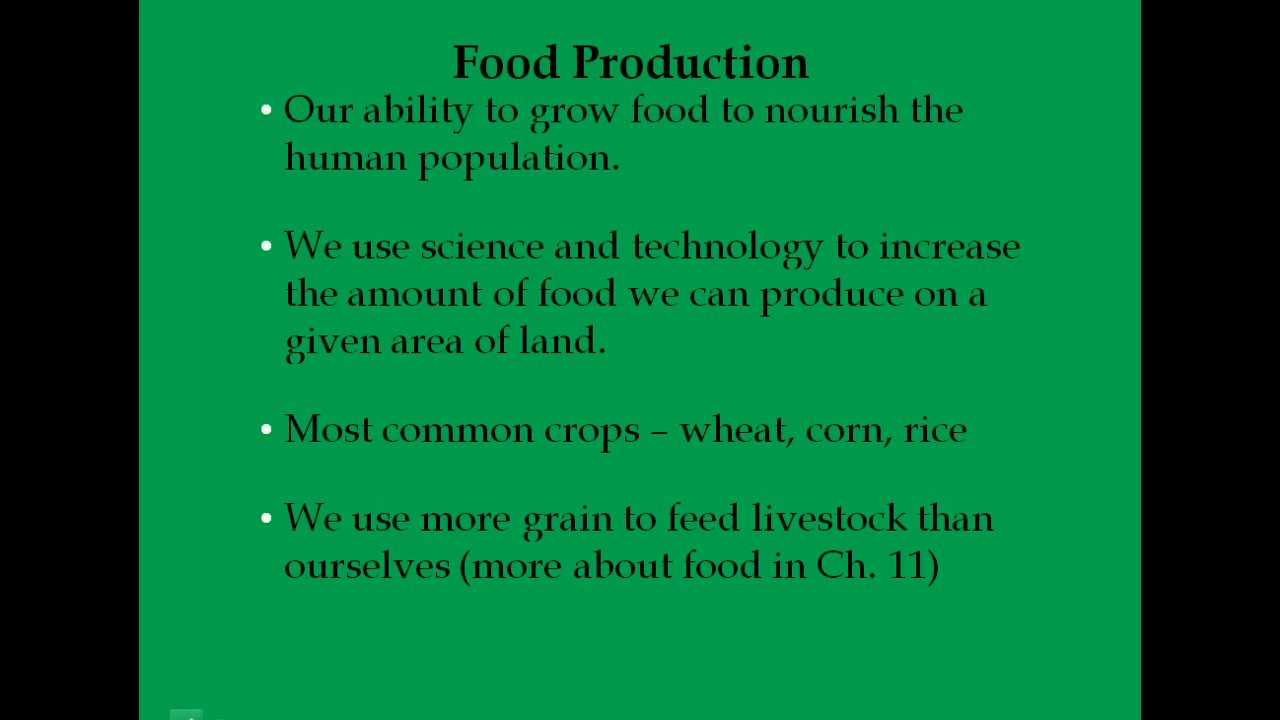 Food Production
• Our ability to grow food to nourish the
human population.
• We use science and technology to increase
the amount of food we can produce on a
given area of land.
• Most common crops – wheat, corn, rice
• We use more grain to feed livestock than
ourselves (more about food in Ch. 11)